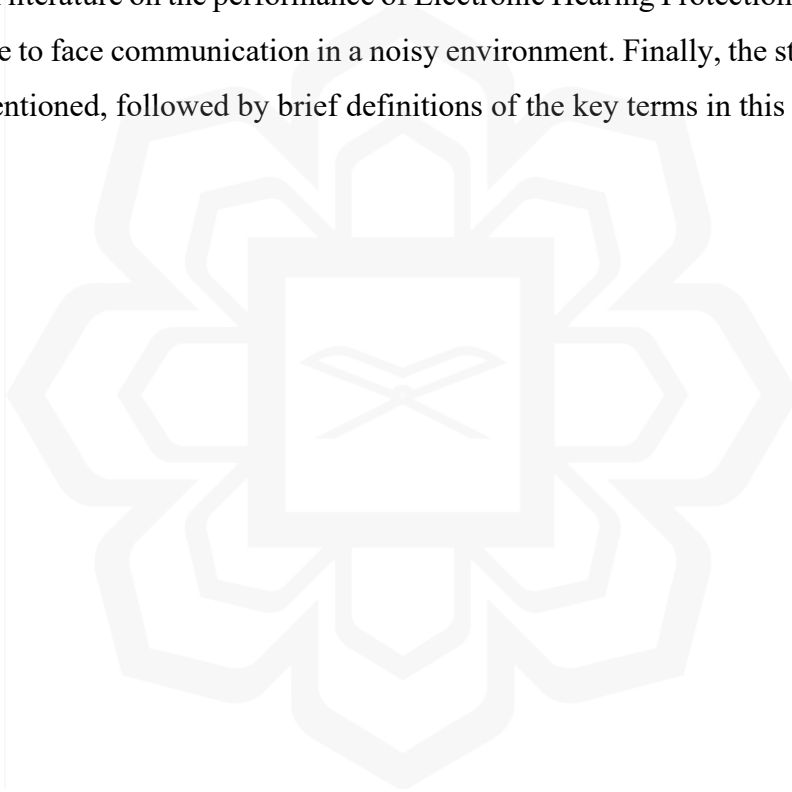 literature on the performance of Electronic Hearing Protection
e to face communication in a noisy environment. Finally, the st
entioned, followed by brief definitions of the key terms in this